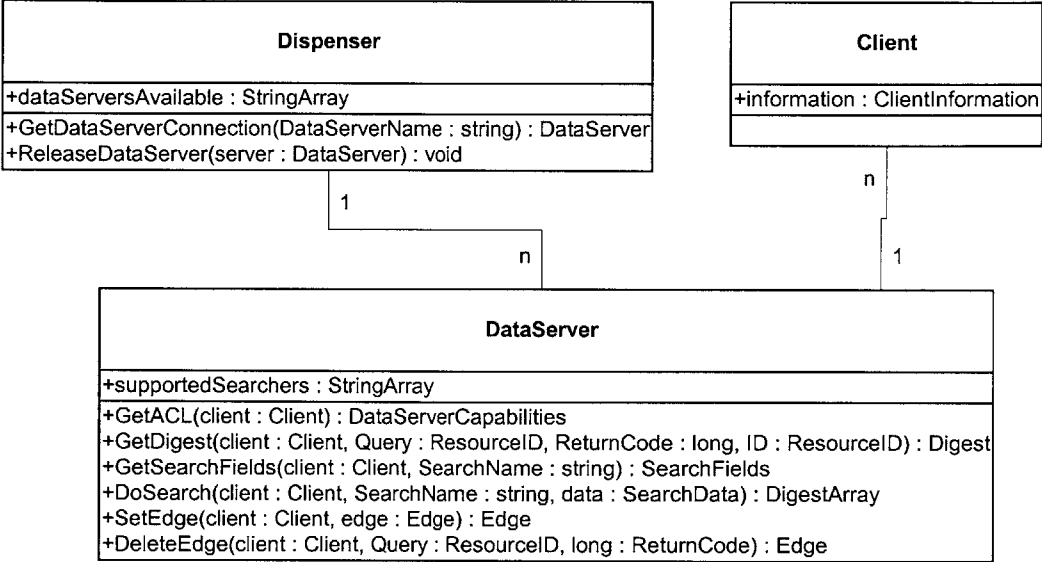 Dispenser
+dataServersAvailable : StringArray
+GetDataServerConnection(DataServerName : string) : DataServer
+ReleaseDataServer(server : DataServer) : void
Client
+information : ClientInformation
1
n
n
1
DataServer
+supportedSearchers : StringArray
+GetACL(client : Client) : DataServerCapabilities
+GetDigest(client : Client, Query : ResourceID, ReturnCode : long, ID : ResourceID) : Digest
+GetSearchFields(client : Client, SearchName : string) : SearchFields
+DoSearch(client : Client, SearchName : string, data : SearchData) : DigestArray
+SetEdge(client : Client, edge : Edge) : Edge
+DeleteEdge(client : Client, Query : ResourceID, long : ReturnCode) : Edge